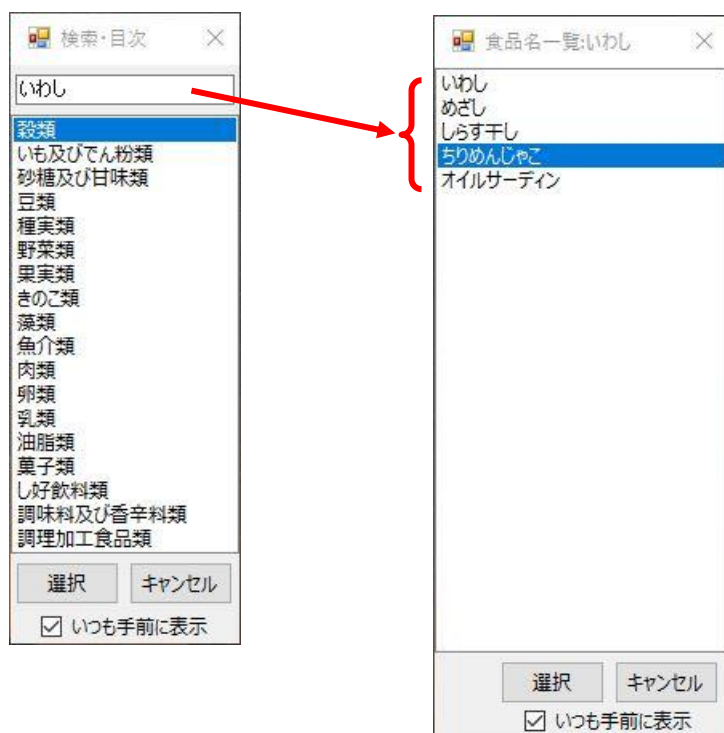 検索・目次
いわし
穀類
いも及びでん粉類
砂糖及び甘味類
豆類
種実類
野菜類
果実類
きのこ類
藻類
魚介類
肉類
卵類
乳類
油脂類
菓子類
し好飲料類
調味料及び香辛料類
調理加工食品類
選択 キャンセル
いつも手前に表示
食品名一覧:いわし
いわし
めざし
しらす干し
ちりめんじゃこ
オイルサーディン
選択 キャンセル
いつも手前に表示